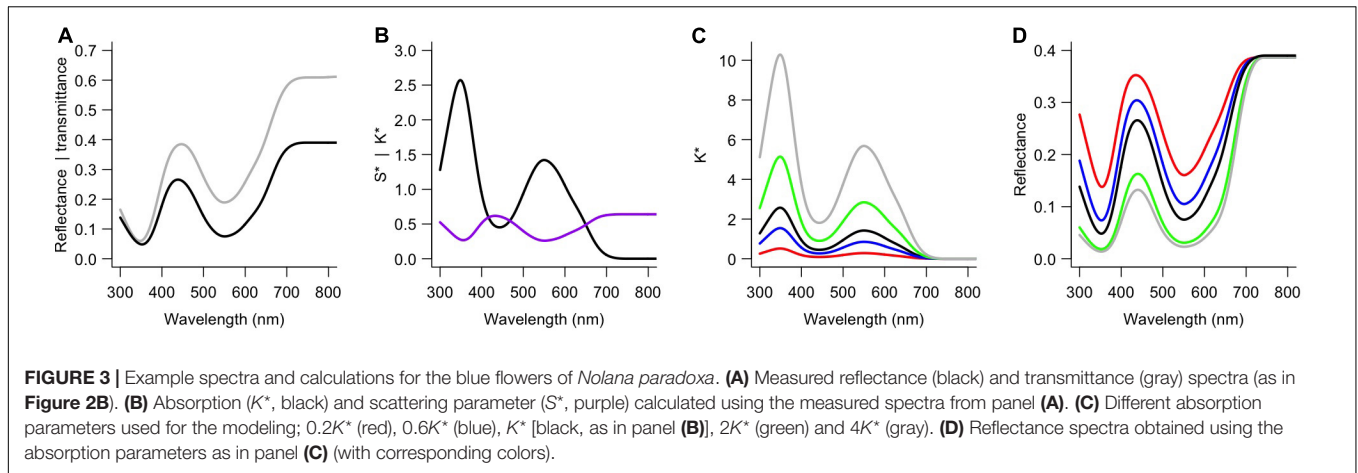 A
0.7
0.6
0.5
0.4
0.3
0.2
0.1
0.0
Reflectance | transmittance
300 400 500 600 700 800
Wavelength (nm)
B
3.0
2.5
2.0
1.5
1.0
0.5
0.0
S* | K*
300 400 500 600 700 800
Wavelength (nm)
C
10
8
6
4
2
0
K*
300 400 500 600 700 800
Wavelength (nm)
D
0.4
0.3
0.2
0.1
0.0
Reflectance
300 400 500 600 700 800
Wavelength (nm)
FIGURE 3 | Example spectra and calculations for the blue flowers of Nolana paradoxa. (A) Measured reflectance (black) and transmittance (gray) spectra (as in
Figure 2B). (B) Absorption (K*, black) and scattering parameter (S*, purple) calculated using the measured spectra from panel (A). (C) Different absorption
parameters used for the modeling; 0.2K* (red), 0.6K* (blue), K* [black, as in panel (B)], 2K* (green) and 4K* (gray). (D) Reflectance spectra obtained using the
absorption parameters as in panel (C) (with corresponding colors).